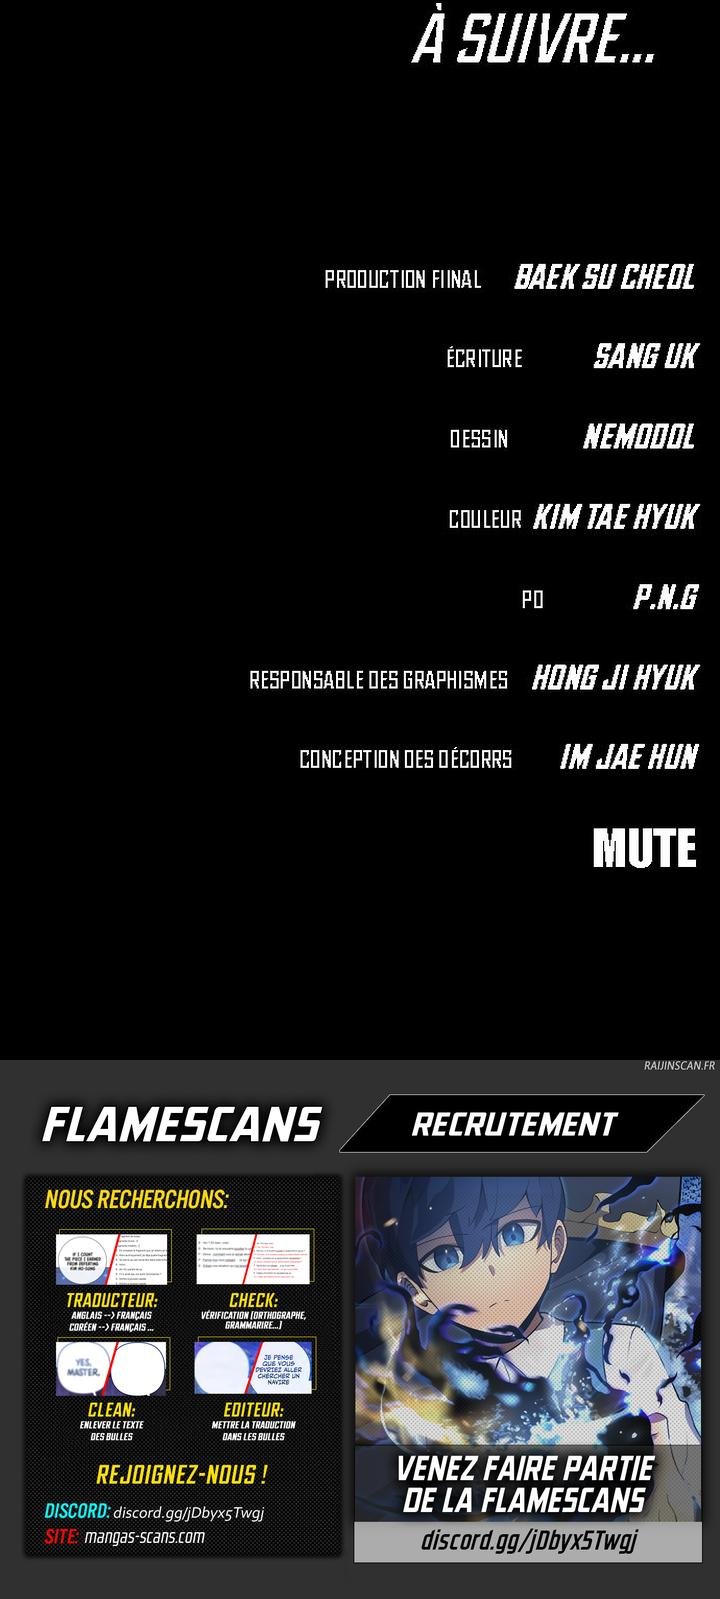 À SUIVRE...
PRODUCTION FIINAL BAEK SU CHEOL
ÉCRITURE SANG UK
DESSIN NEMODOL
COULEUR KIM TAE HYUK
PD P.N.G
RESPONSABLE DES GRAPHISMES HONG JI HYUK
CONCEPTION DES DÉCORRS IM JAE HUN
MUTE
RAIJINSCAN.FR
FLAMESCANS
RECRUTEMENT
NOUS RECHERCHONS:
IF I COUNT
THE PIECE I EARNED
FROM DEFEATING
KIM HO-SUNG
TRADUCTEUR:
ANGLAIS --> FRANÇAIS
CORÉEN --> FRANÇAIS ...
CHECK:
VÉRIFICATION (ORTHOGRAPHE,
GRAMMARIRE...)
YES,
MASTER.
JE PENSE
QUE VOUS
DEVRIEZ ALLER
CHERCHER UN
NAVIRE
CLEAN:
ENLEVER LE TEXTE
DES BULLES
EDITEUR:
METTRE LA TRADUCTION
DANS LES BULLES
REJOIGNEZ-NOUS !
DISCORD: discord.gg/jDbyx5Twgj
SITE: mangas-scans.com
VENEZ FAIRE PARTIE
DE LA FLAMESCANS
discord.gg/jDbyx5Twgj